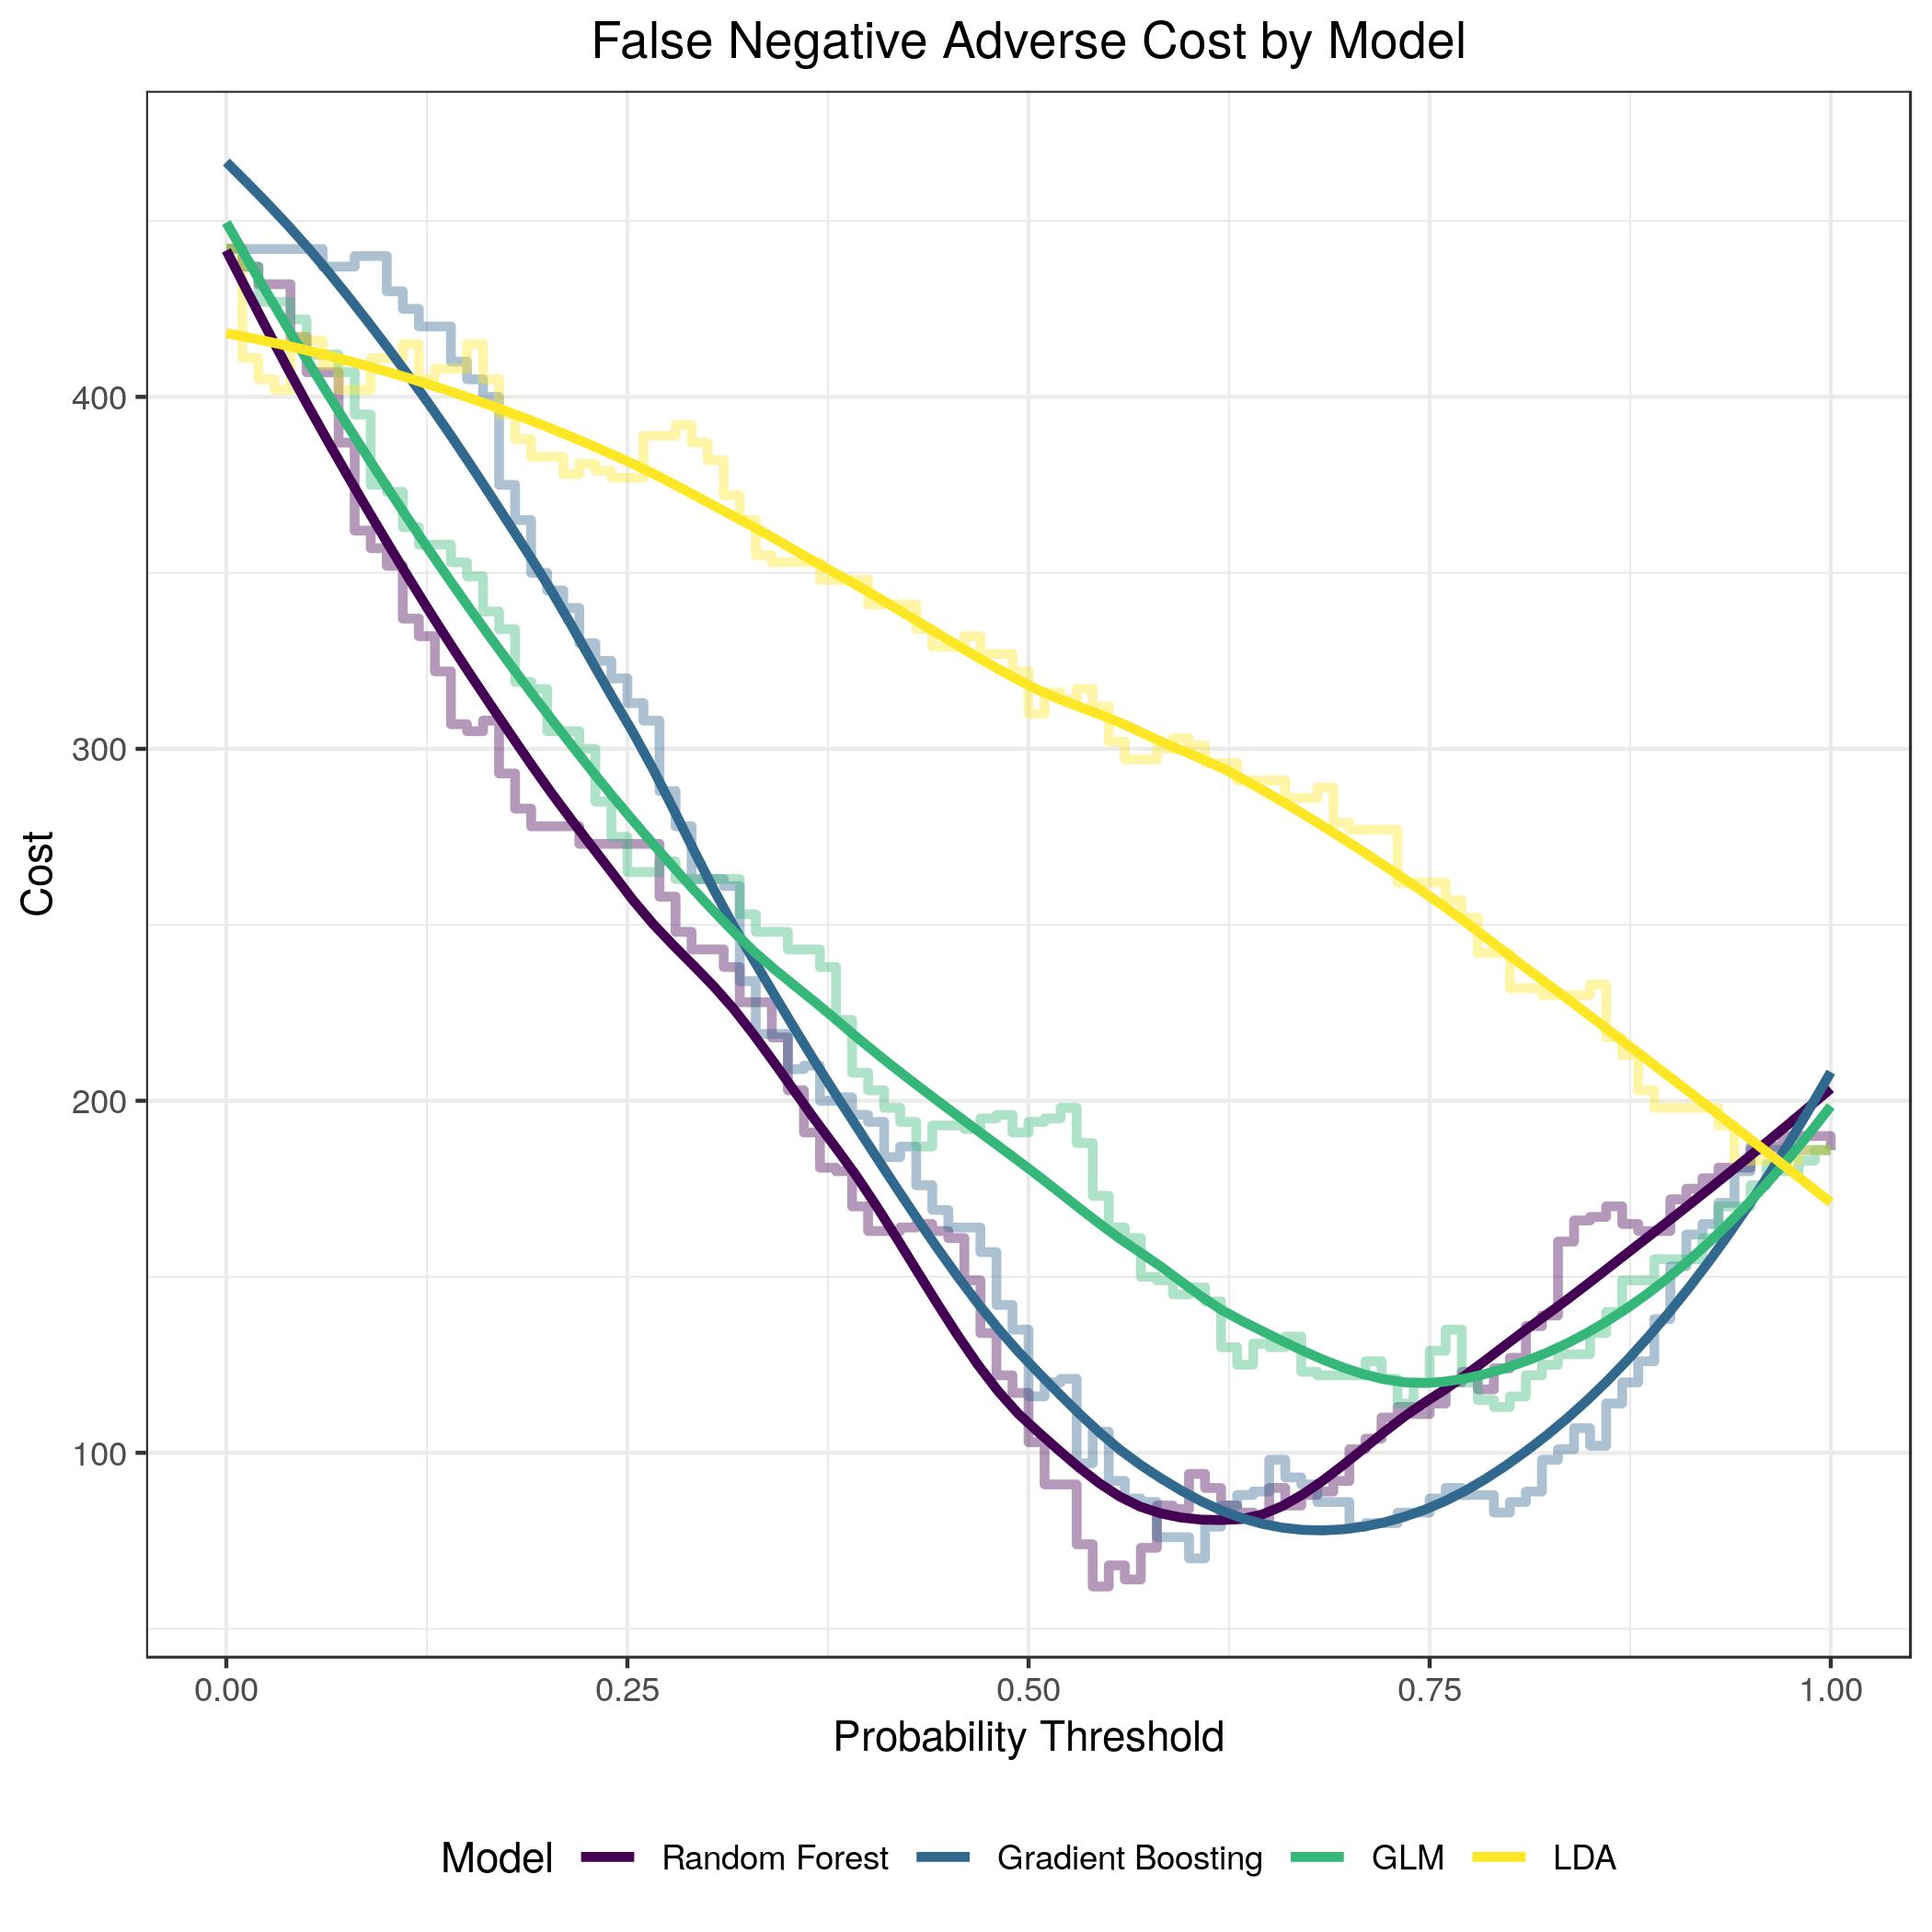 False Negative Adverse Cost by Model
Cost
400
300
200
100
0.00 0.25 0.50 0.75 1.00
Probability Threshold
Model Random Forest Gradient Boosting GLM LDA